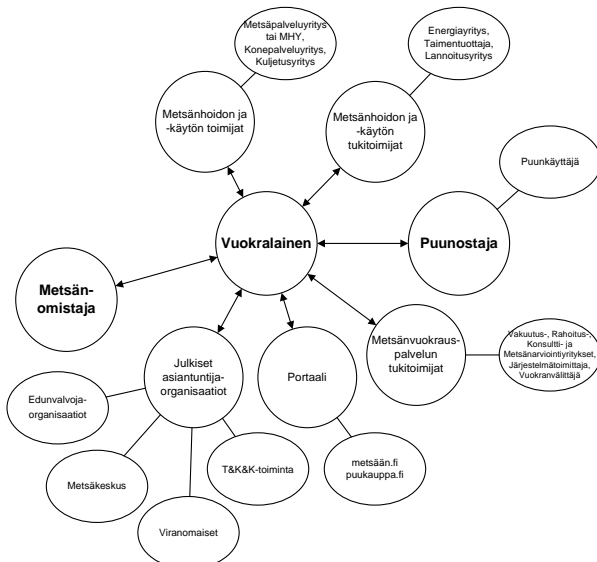 Metsäpalveluyritys
tai MHY,
Konepalveluyritys,
Kuljetusyritys
Energiayritys,
Taimentuottaja,
Lannoitusyritys
Metsänhoidon ja
-käytön toimijat
Metsänhoidon ja
-käytön
tukitoimijat
Puunkäyttäjä
Vuokralainen
Puunostaja
Metsän-
omistaja
Metsänvuokraus-
palvelun
tukitoimijat
Vakuutus-, Rahoitus-,
Konsultti- ja
Metsänarviointiyritykset,
Järjestelmätoimittaja,
Vuokranvälittäjä
Julkiset
asiantuntija-
organisaatiot
Portaali
Edunvalvoja-
organisaatiot
Metsäkeskus
Viranomaiset
T&K&K-toiminta
metsään.fi
puukauppa.fi